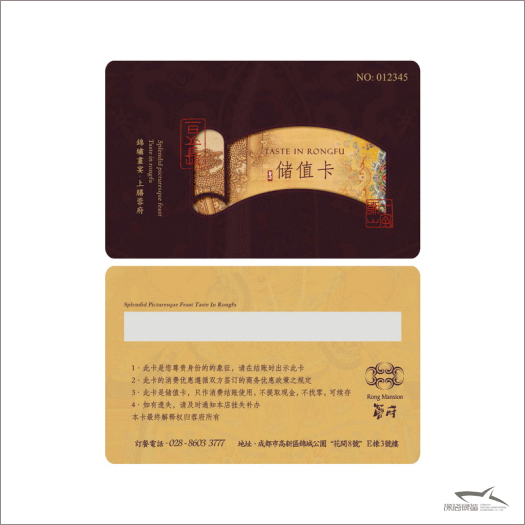 NO: 012345
TASTE IN RONGFU
储值卡
Splendid picturesque feast
Taste in rongfu
錦繡畫宴·上膳蓉府
Splendid Picturesque Feast Taste In Rongfu
1·此卡是您尊贵身份的的象征，请在结账时出示此卡
2·此卡的消费优惠遵循双方签订的商务优惠政策之规定
3·此卡是储值卡，只作消费结账使用，不提取现金，不找零，可续存
4·如有遗失，请及时通知本店挂失补办
本卡最终解释权归蓉府所有
Rong Mansion
蓉府
訂餐電話·028-8603 3777 地址·成都市高新區錦城公園“花間8號”E棟3號樓